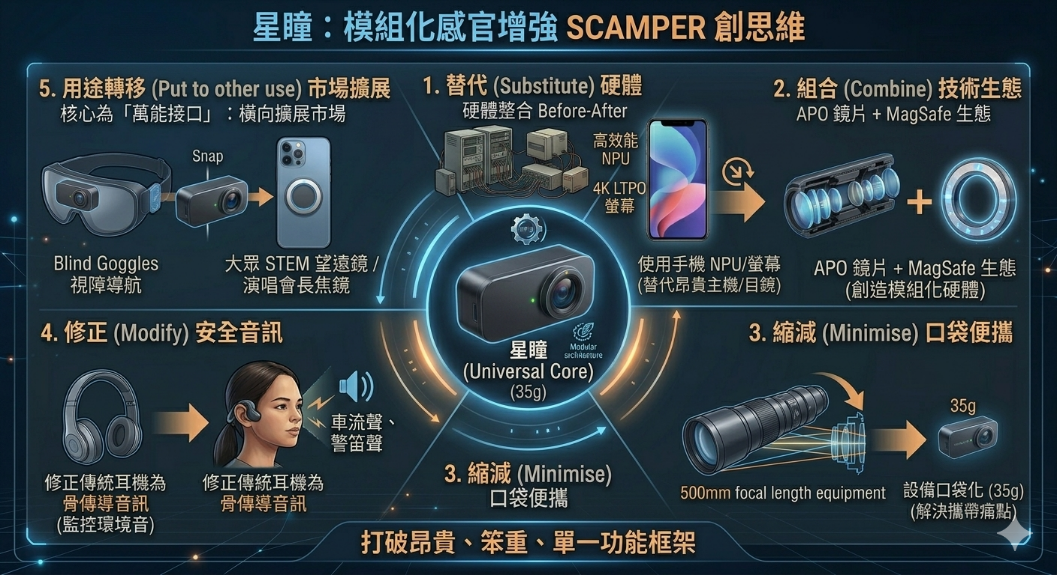 星瞳：模組化感官增強 SCAMPER 創思維
5. 用途轉移 (Put to other use) 市場擴展
核心為「萬能接口」：橫向擴展市場
Snap
Blind Goggles
視障導航
大眾 STEM 望遠鏡 /
演唱會長焦鏡
1. 替代 (Substitute) 硬體
硬體整合 Before-After
高效能
NPU
4K LTPO
螢幕
使用手機 NPU/螢幕
(替代昂貴主機/目鏡)
2. 組合 (Combine) 技術生態
APO 鏡片 + MagSafe 生態
+
APO 鏡片 + MagSafe 生態
(創造模組化硬體)
Modular
architecture
星瞳
(Universal Core)
(35g)
4. 修正 (Modify) 安全音訊
車流聲、
警笛聲
修正傳統耳機為
骨傳導音訊
(監控環境音)
修正傳統耳機為
骨傳導音訊
3. 縮減 (Minimise)
口袋便攜
3. 縮減 (Minimise) 口袋便攜
35g
500mm focal length equipment
設備口袋化 (35g)
(解決攜帶痛點)
打破昂貴、笨重、單一功能框架